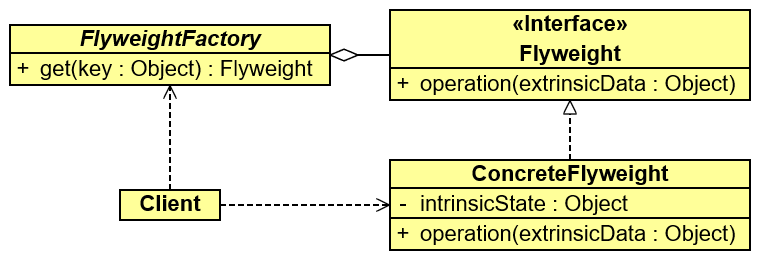 FlyweightFactory
+ get(key : Object) : Flyweight
«Interface»
Flyweight
+ operation(extrinsicData : Object)
Client
ConcreteFlyweight
- intrinsicState : Object
+ operation(extrinsicData : Object)